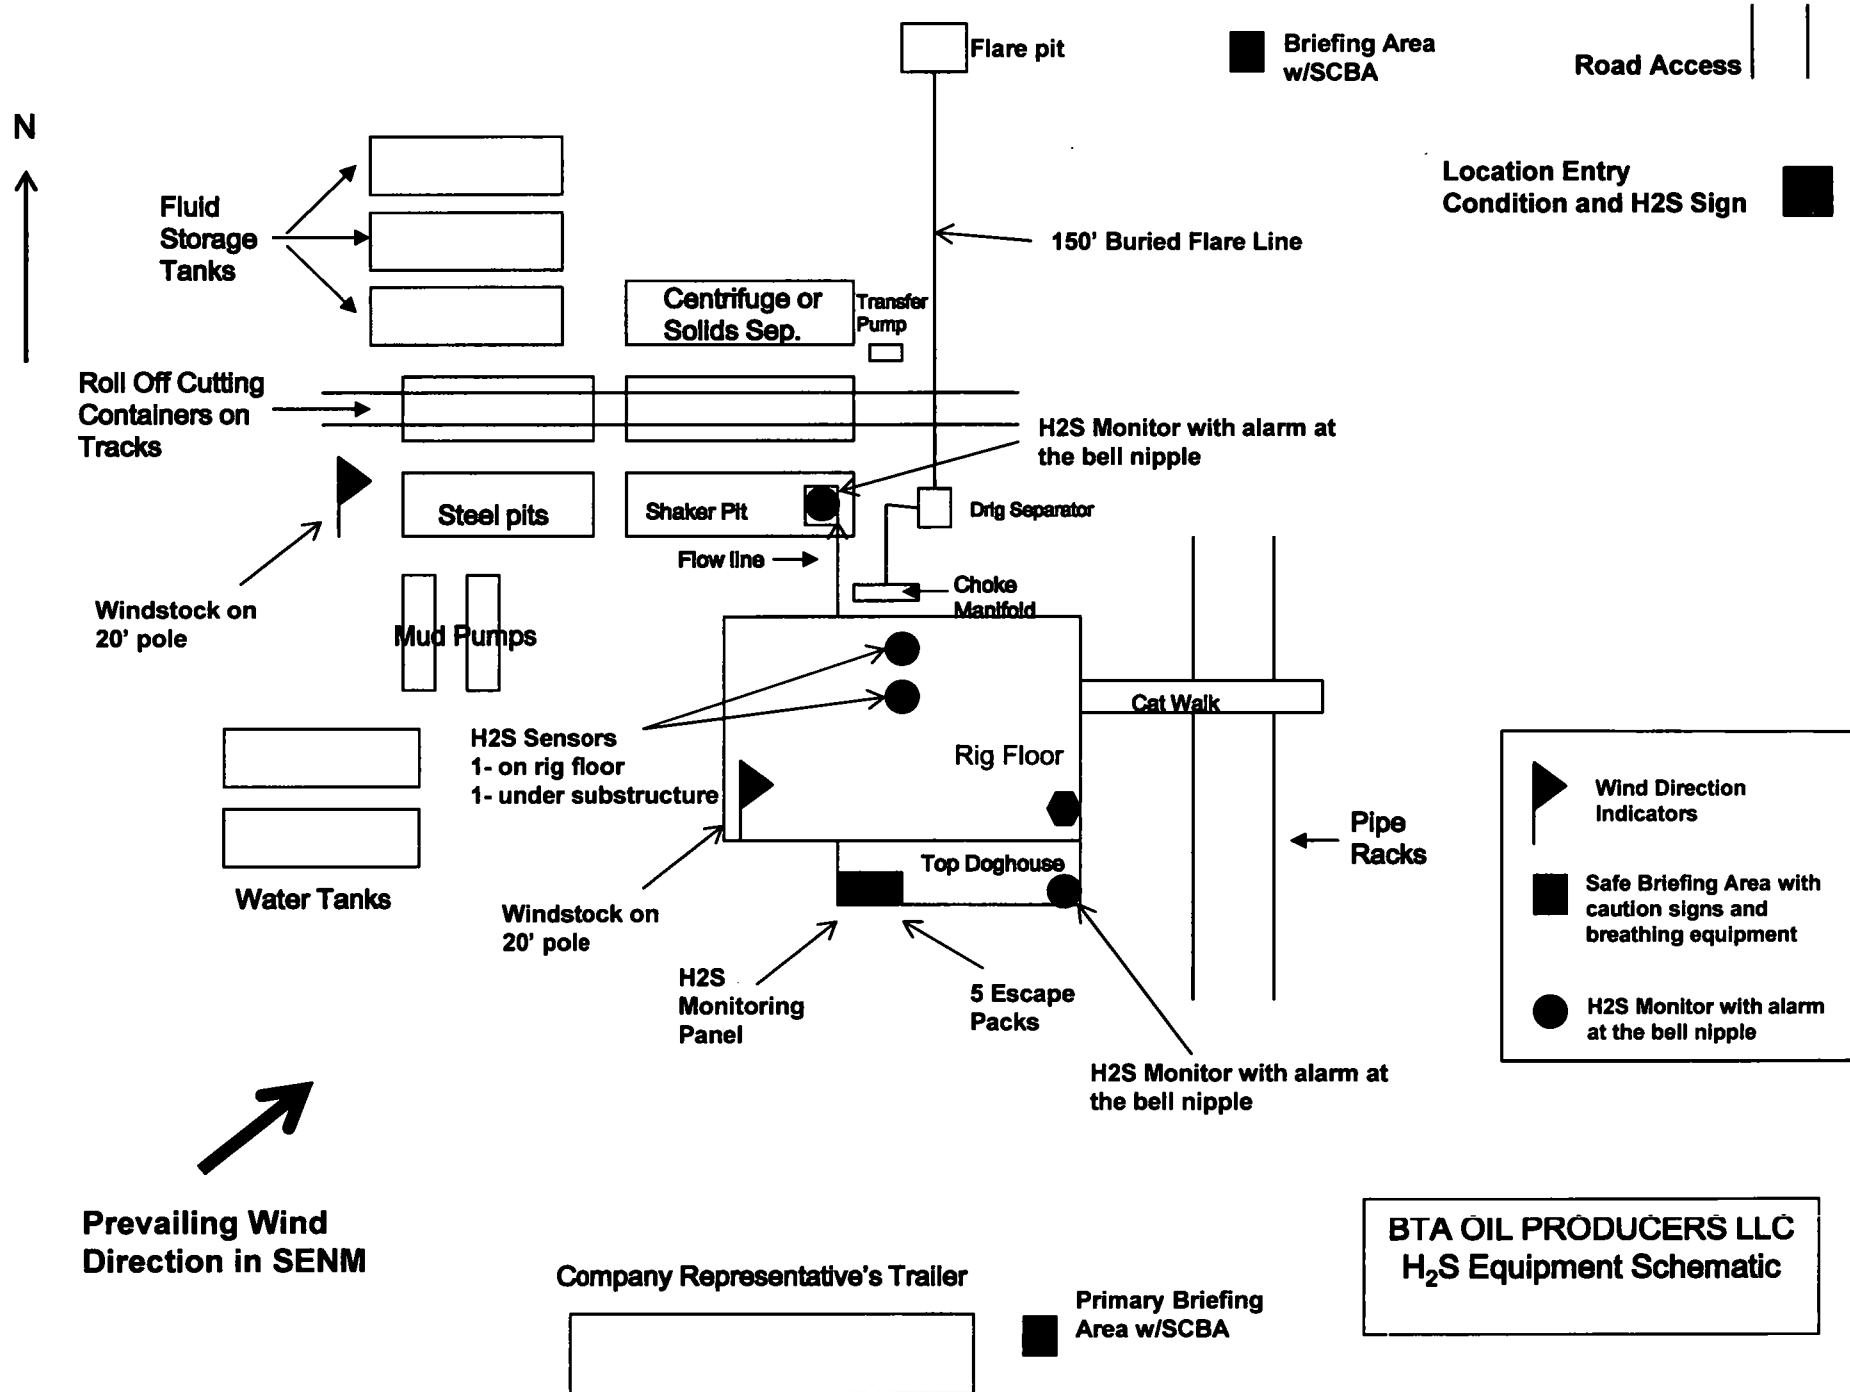 Flare pit
Briefing Area
w/SCBA
Road Access
N
Location Entry
Condition and H2S Sign
Fluid
Storage
Tanks
150' Buried Flare Line
Centrifuge or
Solids Sep.
Transfer
Pump
Roll Off Cutting
Containers on
Tracks
H2S Monitor with alarm at
the bell nipple
Steel pits
Shaker Pit
Drlg Separator
Flow line
Choke
Manifold
Windstock on
20' pole
Mud Pumps
Cat Walk
H2S Sensors
1- on rig floor
1- under substructure
Rig Floor
Wind Direction
Indicators
Pipe
Racks
Top Doghouse
Safe Briefing Area with
caution signs and
breathing equipment
Water Tanks
Windstock on
20' pole
H2S
Monitoring
Panel
5 Escape
Packs
H2S Monitor with alarm
at the bell nipple
H2S Monitor with alarm at
the bell nipple
Prevailing Wind
Direction in SENM
BTA OIL PRODUCERS LLC
H₂S Equipment Schematic
Company Representative's Trailer
Primary Briefing
Area w/SCBA